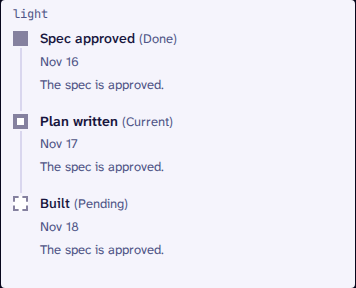 light
Spec approved (Done)
Nov 16
The spec is approved.
Plan written (Current)
Nov 17
The spec is approved.
Built (Pending)
Nov 18
The spec is approved.